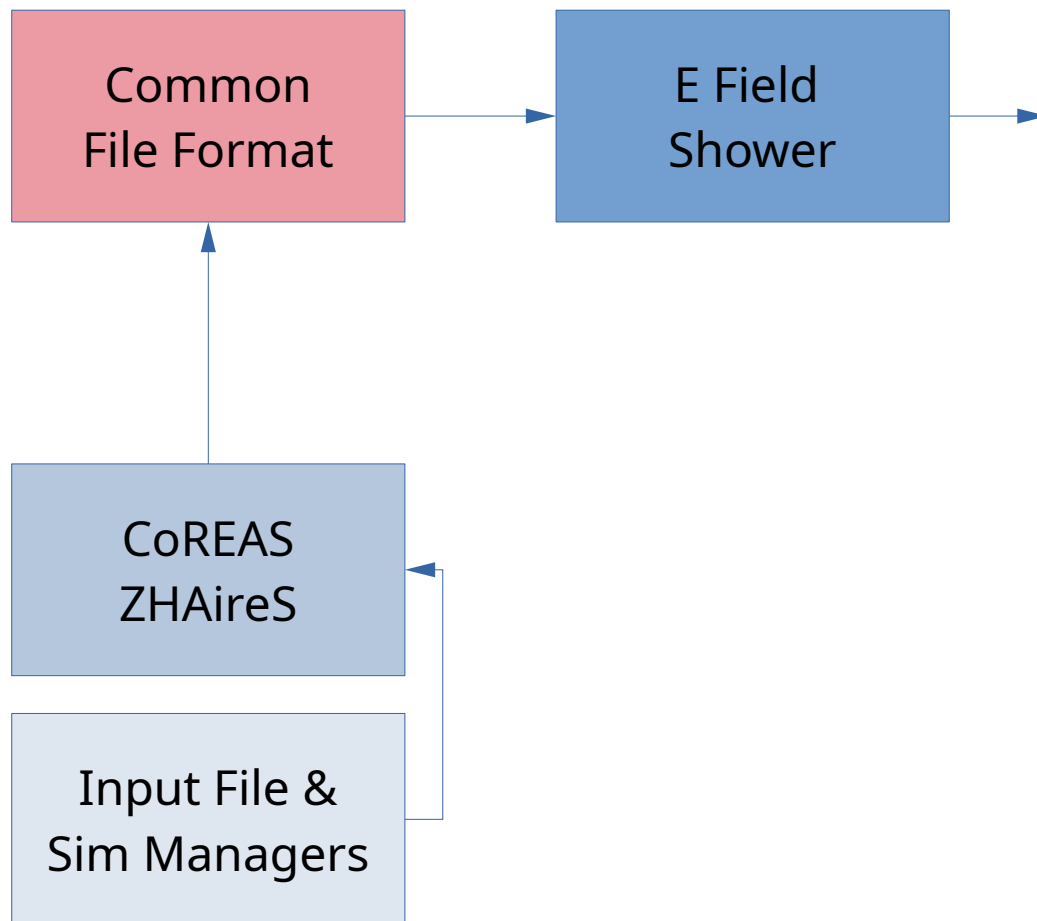 Common
File Format
E Field
Shower
CoREAS
ZHAireS
Input File &
Sim Managers